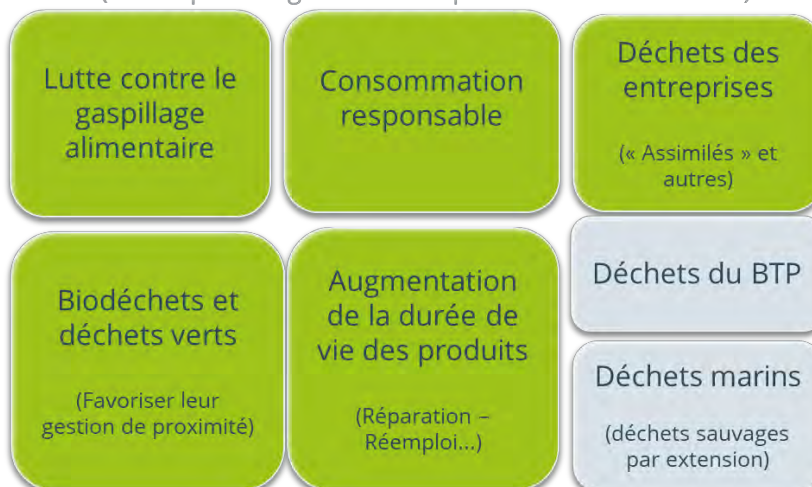 Lutte contre le
gaspillage
alimentaire
Consommation
responsable
Déchets des
entreprises
(« Assimilés » et
autres)
Biodéchets et
déchets verts
(Favoriser leur
gestion de proximité)
Augmentation
de la durée de
vie des produits
(Réparation –
Réemploi...)
Déchets du BTP
Déchets marins
(déchets sauvages
par extension)